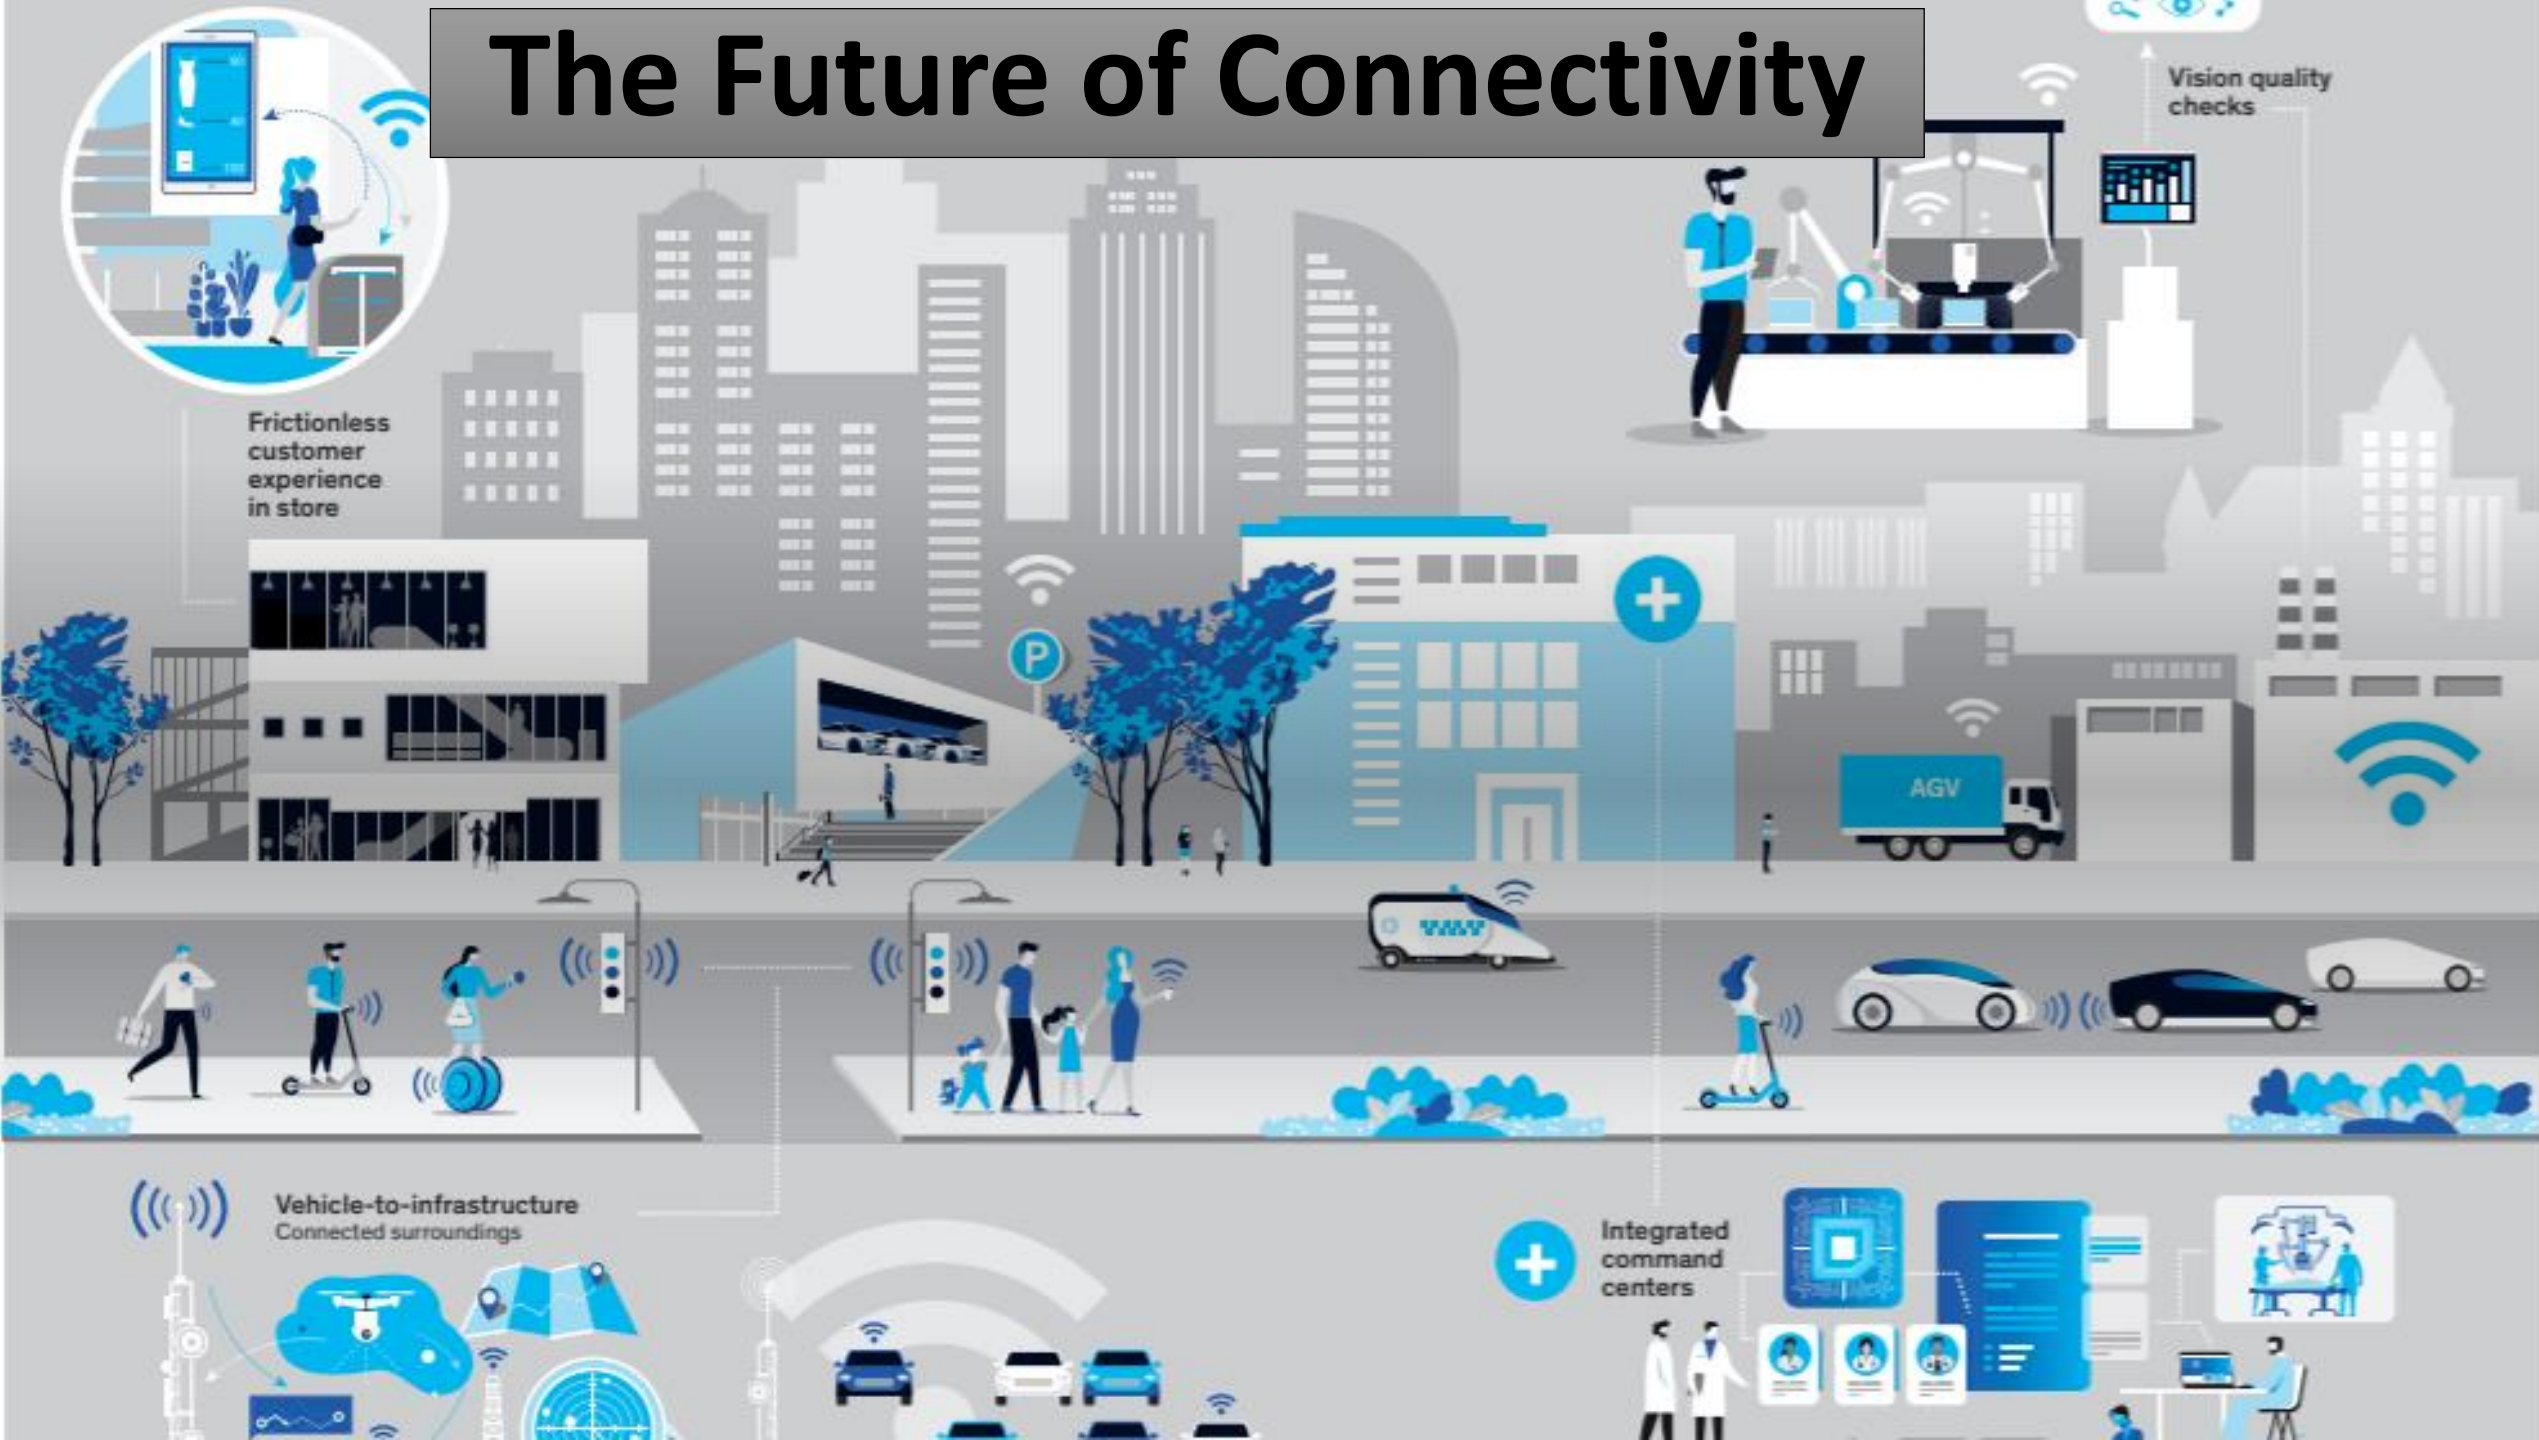 The Future of Connectivity
Vision quality
checks
Frictionless
customer
experience
in store
P
AGV
Vehicle-to-infrastructure
Connected surroundings
Integrated
command
centers